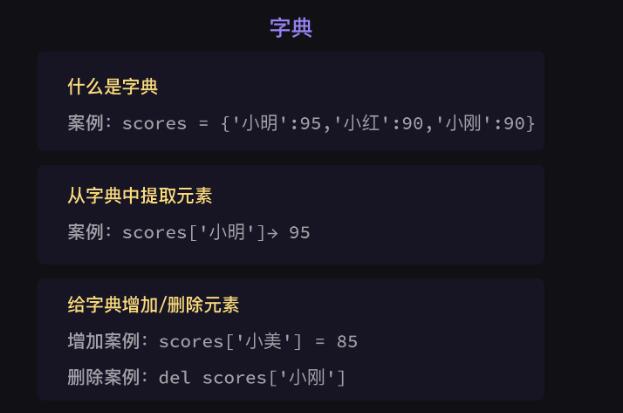 字典
什么是字典
案例：scores = {'小明':95,'小红':90,'小刚':90}
从字典中提取元素
案例：scores['小明']→ 95
给字典增加/删除元素
增加案例：scores['小美'] = 85
删除案例：del scores['小刚']